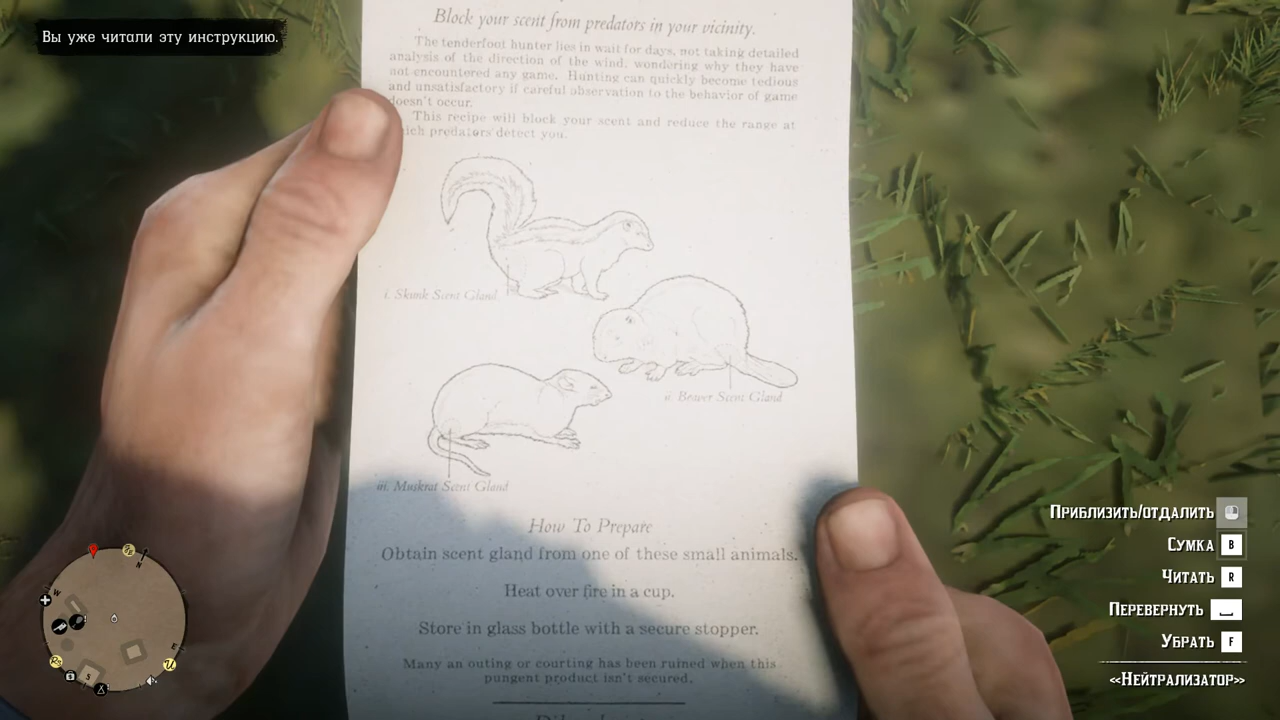 Вы уже читали эту инструкцию.
Block your scent from predators in your vicinity.
The tenderfoot hunter lies in wait for days, not taking detailed
analysis of the direction of the wind, wondering why they have
not encountered any game. Hunting can quickly become tedious
and unsatisfactory if careful observation to the behavior of game
doesn't occur.
This recipe will block your scent and reduce the range at
predators detect you.
i. Skunk Scent Gland
ii. Beaver Scent Gland
iii. Muskrat Scent Gland
How To Prepare
Obtain scent gland from one of these small animals.
Heat over fire in a cup.
Store in glass bottle with a secure stopper.
Many an outing or courting has been ruined when this
pungent product isn't secured.
Приблизить/отдалить
Сумка B
Читать R
Перевернуть
Убрать F
«Нейтрализатор»